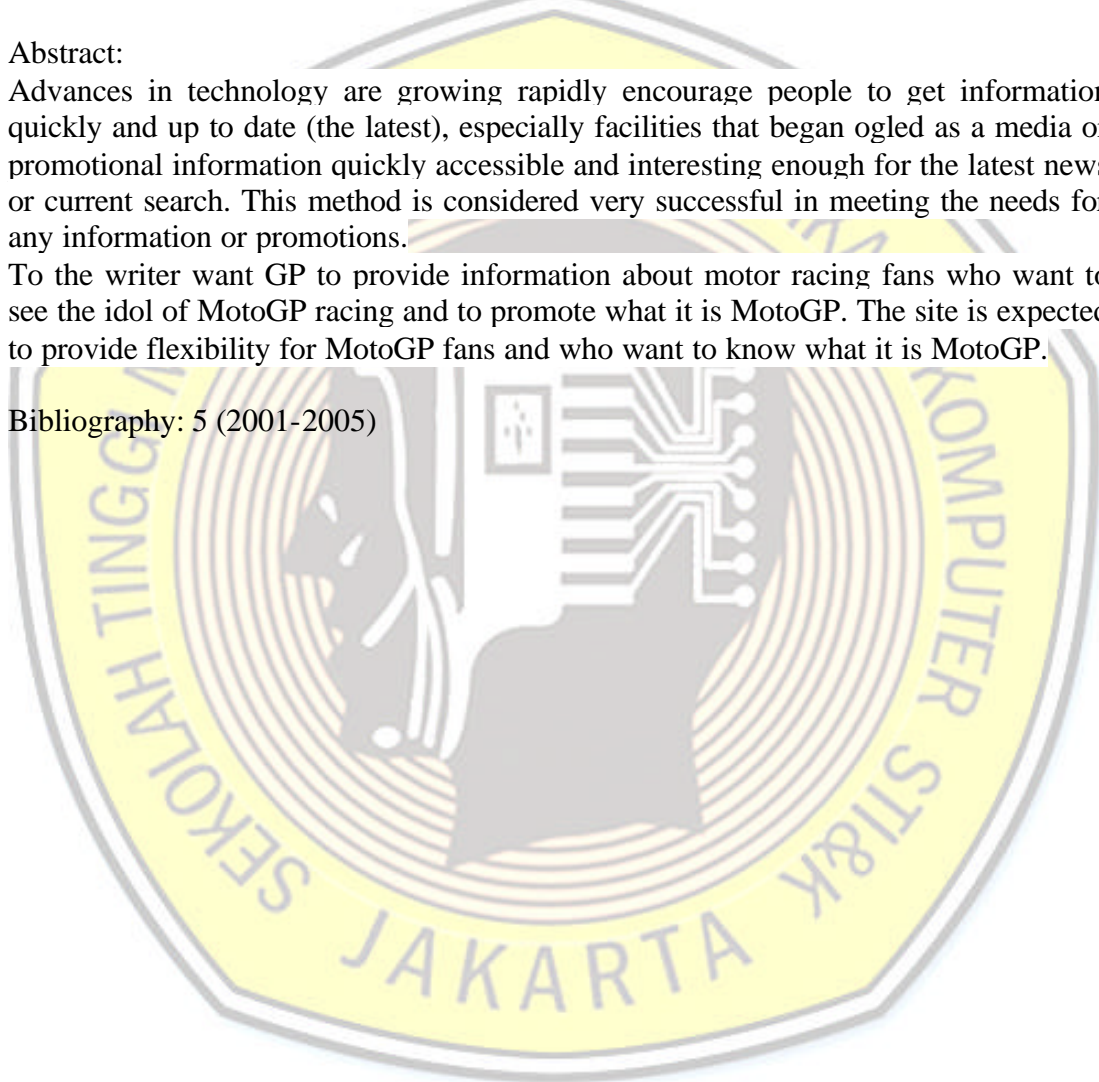 Abstract:
Advances in technology are growing rapidly encourage people to get information
quickly and up to date (the latest), especially facilities that began ogled as a media
promotional information quickly accessible and interesting enough for the latest news
or current search. This method is considered very successful in meeting the needs for
any information or promotions.
To the writer want GP to provide information about motor racing fans who want to
see the idol of MotoGP racing and to promote what it is MotoGP. The site is expected
to provide flexibility for MotoGP fans and who want to know what it is MotoGP.
Bibliography: 5 (2001-2005)
SEKOLAH TINGGI
KOMPUTER STI&K
JAKARTA